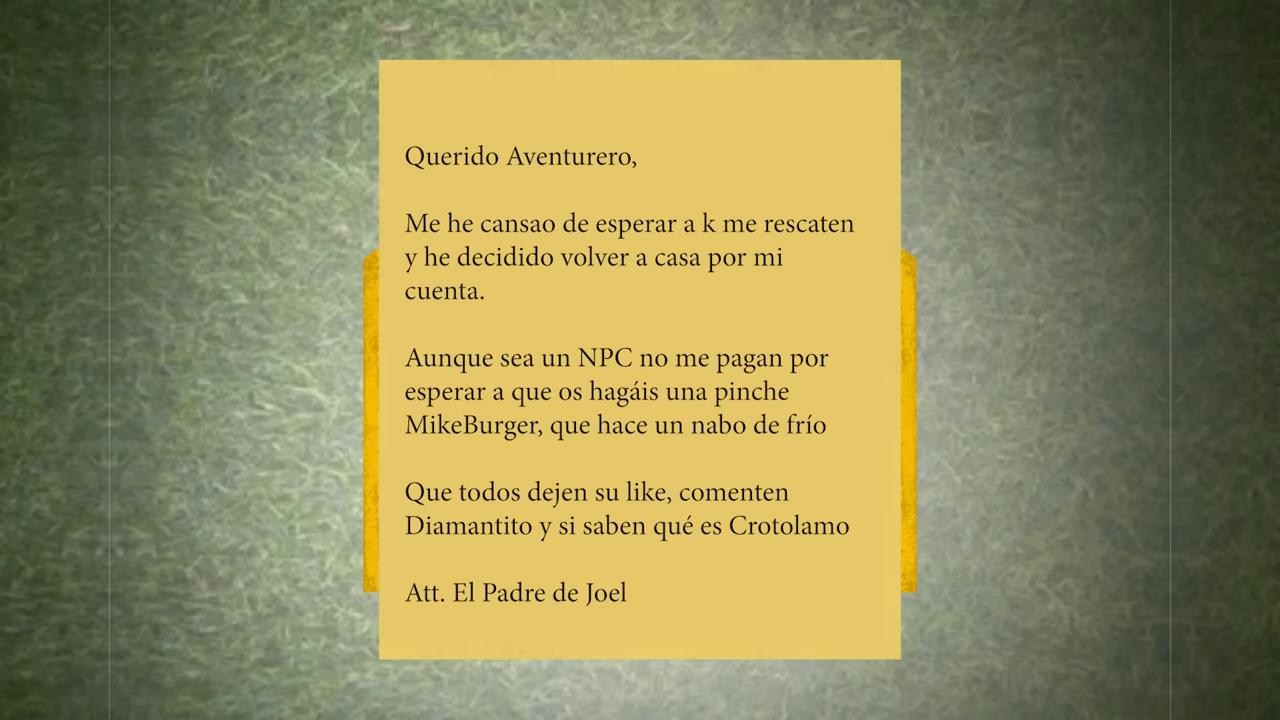 Querido Aventurero,
Me he cansao de esperar a k me rescaten
y he decidido volver a casa por mi
cuenta.
Aunque sea un NPC no me pagan por
esperar a que os hagáis una pinche
MikeBurger, que hace un nabo de frío
Que todos dejen su like, comenten
Diamantito y si saben qué es Crotolamo
Att. El Padre de Joel